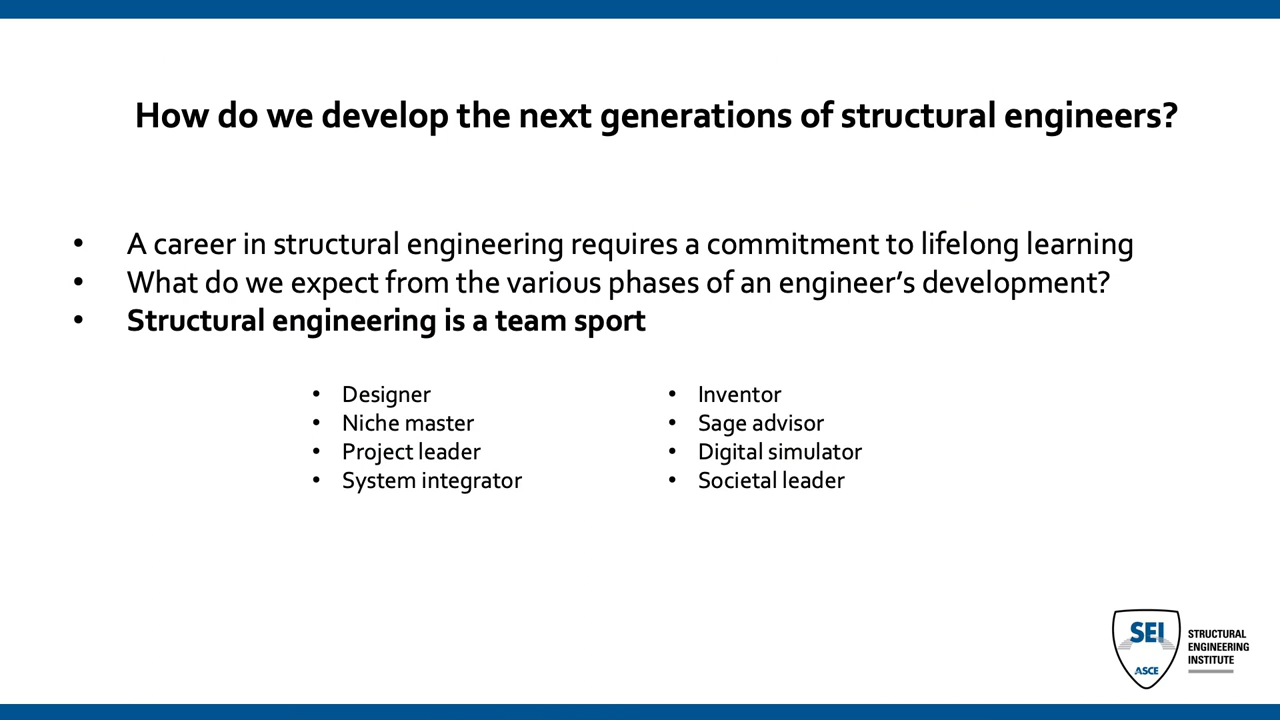 How do we develop the next generations of structural engineers?
• A career in structural engineering requires a commitment to lifelong learning
• What do we expect from the various phases of an engineer’s development?
• Structural engineering is a team sport
• Designer
• Niche master
• Project leader
• System integrator
• Inventor
• Sage advisor
• Digital simulator
• Societal leader
SEI
ASCE
STRUCTURAL
ENGINEERING
INSTITUTE